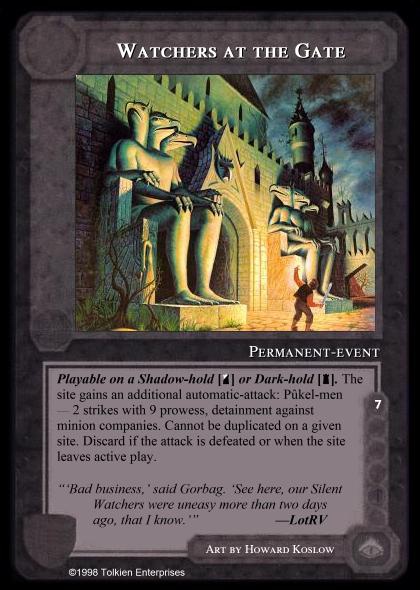 WATCHERS AT THE GATE
PERMANENT-EVENT
Playable on a Shadow-hold [] or Dark-hold []. The
site gains an additional automatic-attack: Pûkel-men
— 2 strikes with 9 prowess, detainment against
minion companies. Cannot be duplicated on a given
site. Discard if the attack is defeated or when the site
leaves active play.
7
“‘Bad business,’ said Gorbag. ‘See here, our Silent
Watchers were uneasy more than two days
ago, that I know.’” —LotRV
ART BY HOWARD KOSLOW
©1998 Tolkien Enterprises